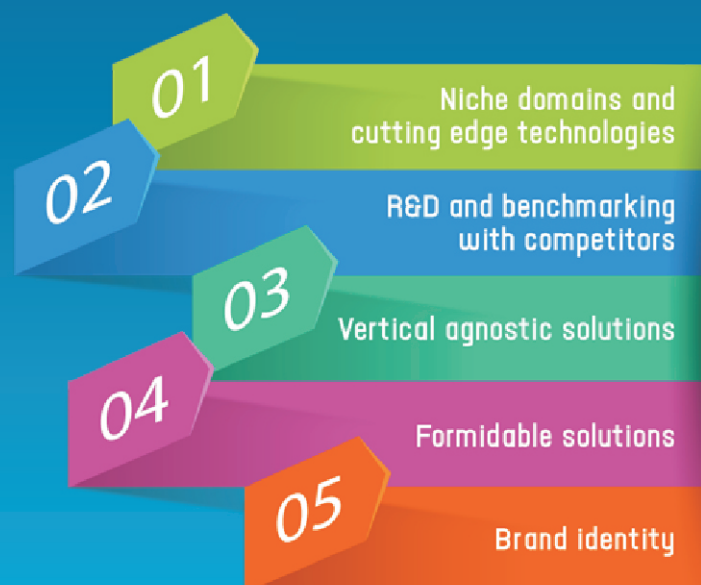 01
Niche domains and
cutting edge technologies
02
R&D and benchmarking
with competitors
03
Vertical agnostic solutions
04
Formidable solutions
05
Brand identity